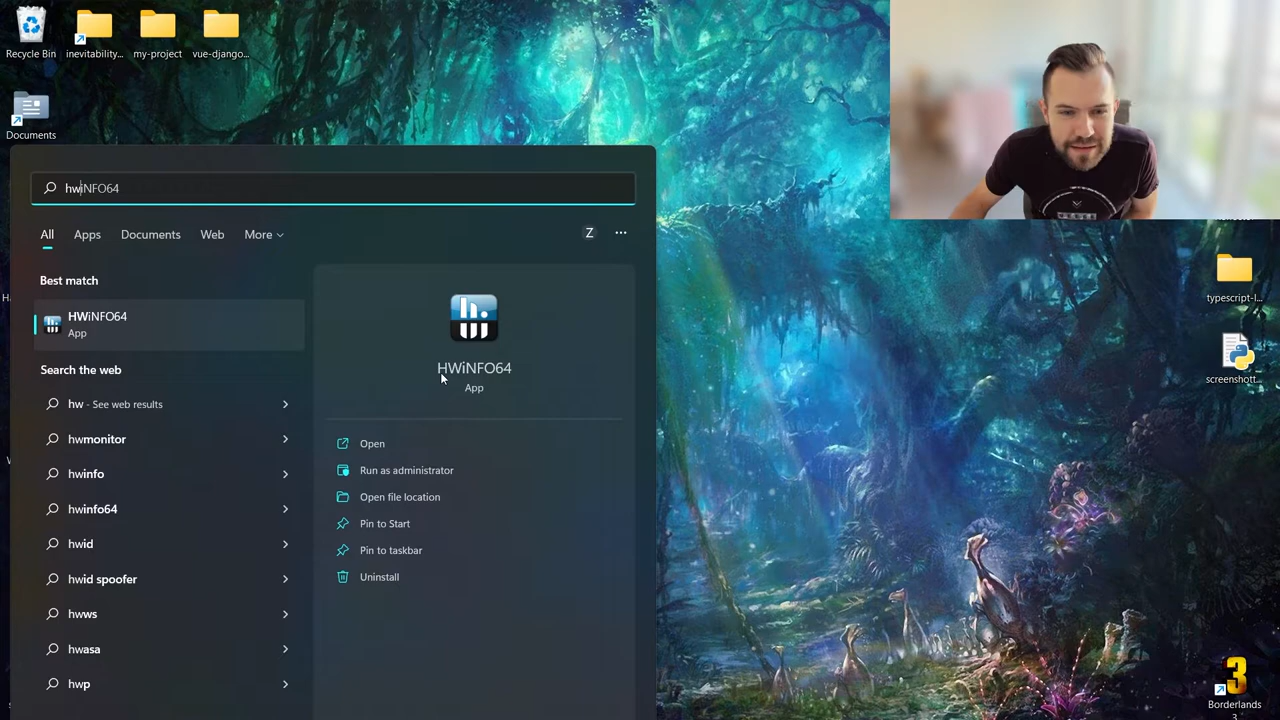 Recycle Bin
inevitability...
my-project
vue-django...
Documents
hwiNFO64
All
Apps
Documents
Web
More
Z
Best match
HWiNFO64
App
Search the web
hw - See web results
hwmonitor
hwinfo
hwinfo64
hwid
hwid spoofer
hwws
hwasa
hwp
HWiNFO64
App
Open
Run as administrator
Open file location
Pin to Start
Pin to taskbar
Uninstall
typescript-l...
screenshott...
3
Borderlands
3